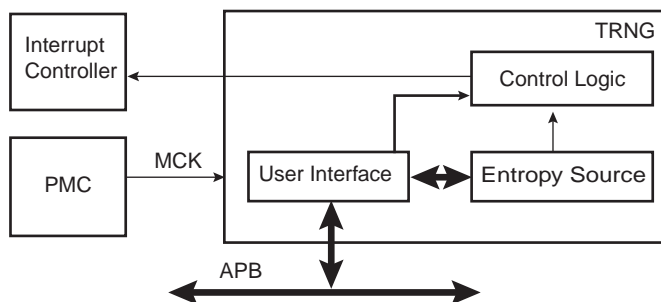 TRNG
Interrupt
Controller
Control Logic
MCK
PMC
User Interface
Entropy Source
APB